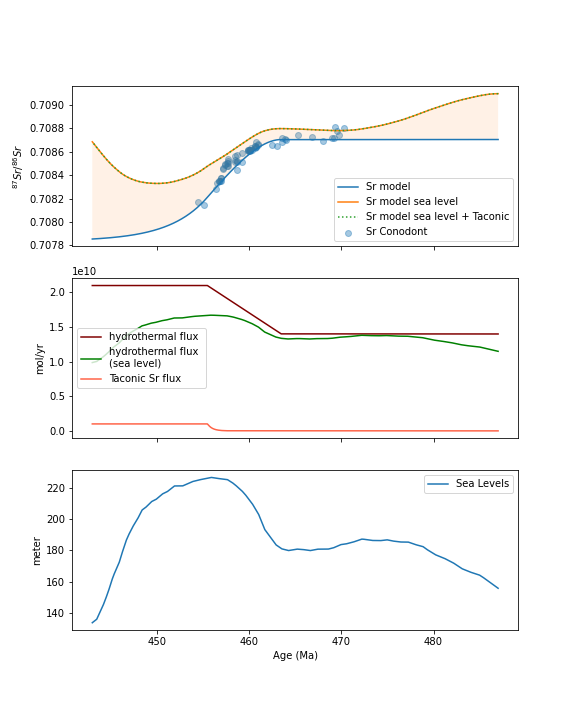 0.7090
0.7088
0.7086
0.7084
0.7082
0.7080
0.7078
⁸⁷Sr/⁸⁶Sr
Sr model
Sr model sea level
Sr model sea level + Taconic
Sr Conodont
1e10
2.0
1.5
1.0
0.5
0.0
mol/yr
hydrothermal flux
hydrothermal flux
(sea level)
Taconic Sr flux
220
200
180
160
140
meter
Sea Levels
450 460 470 480
Age (Ma)